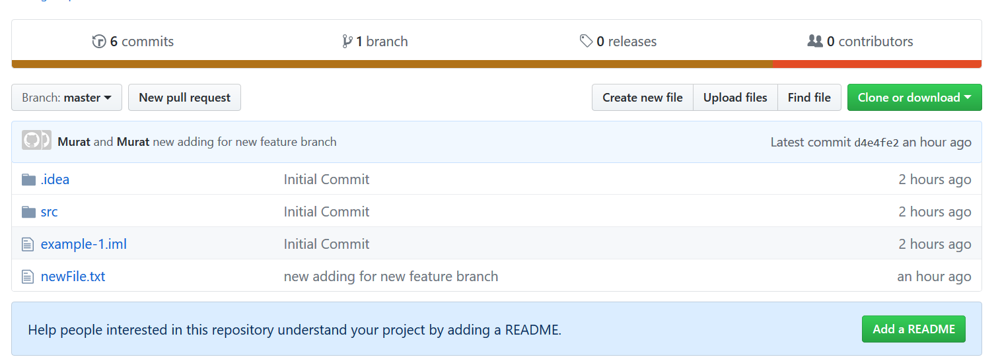 6 commits 1 branch 0 releases 0 contributors
Branch: master New pull request Create new file Upload files Find file Clone or download
Murat and Murat new adding for new feature branch Latest commit d4e4fe2 an hour ago
.idea Initial Commit 2 hours ago
src Initial Commit 2 hours ago
example-1.iml Initial Commit 2 hours ago
newFile.txt new adding for new feature branch an hour ago
Help people interested in this repository understand your project by adding a README. Add a README